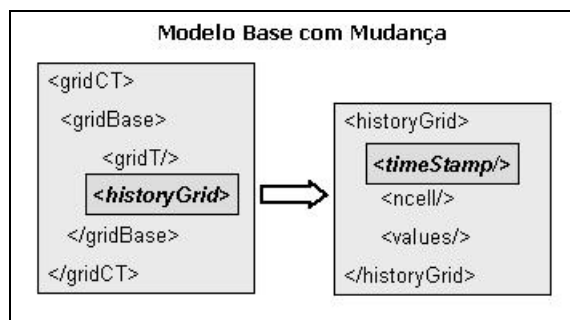 Modelo Base com Mudança
<gridCT>
<gridBase>
<gridT/>
<historyGrid>
</gridBase>
</gridCT>
<historyGrid>
<timeStamp/>
<ncell/>
<values/>
</historyGrid>